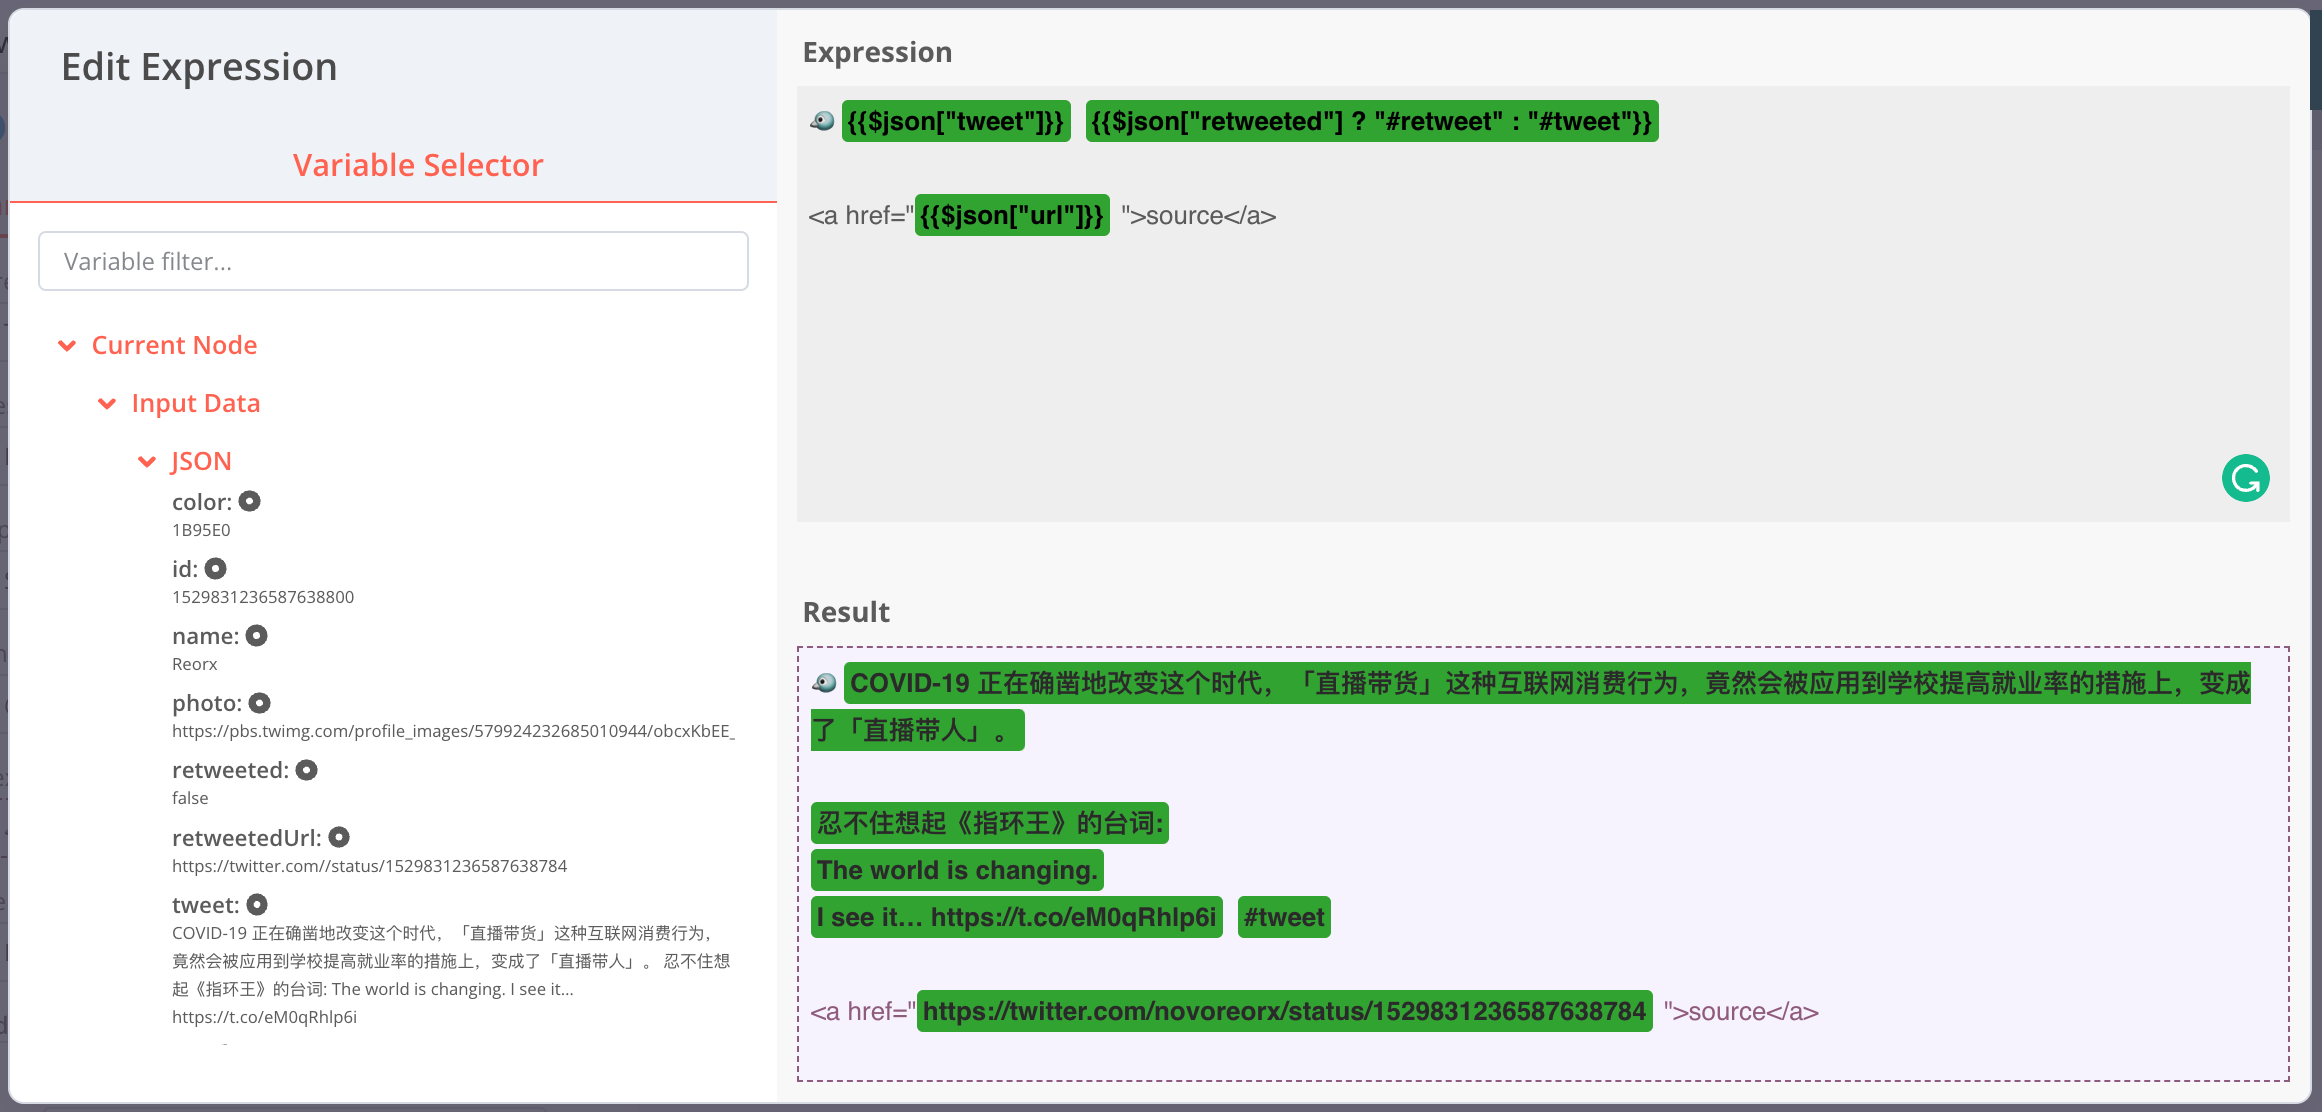 Edit Expression
Variable Selector
Variable filter...
Current Node
Input Data
JSON
color:
1B95E0
id:
1529831236587638800
name:
Reorx
photo:
https://pbs.twimg.com/profile_images/579924232685010944/obcxKbEE_
retweeted:
false
retweetedUrl:
https://twitter.com//status/1529831236587638784
tweet:
COVID-19 正在确凿地改变这个时代，「直播带货」这种互联网消费行为，
竟然会被应用到学校提高就业率的措施上，变成了「直播带人」。 忍不住想
起《指环王》的台词: The world is changing. I see it…
https://t.co/eM0qRhlp6i
Expression
🐦 {{$json["tweet"]}} {{$json["retweeted"] ? "#retweet" : "#tweet"}}
<a href="{{$json["url"]}} ">source</a>
Result
🐦 COVID-19 正在确凿地改变这个时代，「直播带货」这种互联网消费行为，竟然会被应用到学校提高就业率的措施上，变成
了「直播带人」。
忍不住想起《指环王》的台词:
The world is changing.
I see it… https://t.co/eM0qRhlp6i #tweet
<a href="https://twitter.com/novoreorx/status/1529831236587638784 ">source</a>